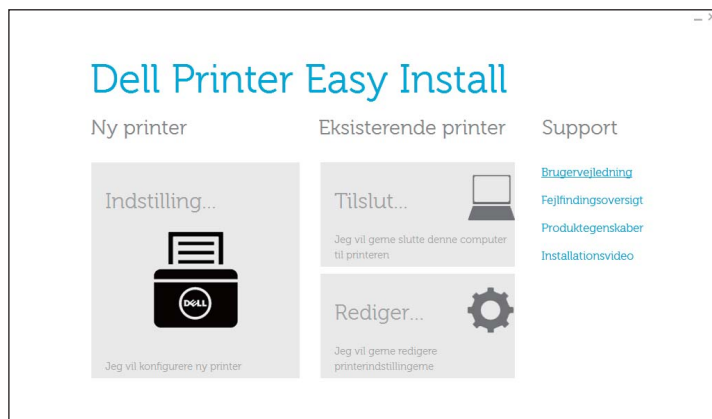 Dell Printer Easy Install
Ny printer
Eksisterende printer
Support
Indstilling...
DELL
Jeg vil konfigurere ny printer
Tilslut...
Jeg vil gerne slutte denne computer
til printeren
Rediger...
Jeg vil gerne redigere
printerindstillingerne
Brugervejledning
Fejlfindingsoversigt
Produktegenskaber
Installationsvideo